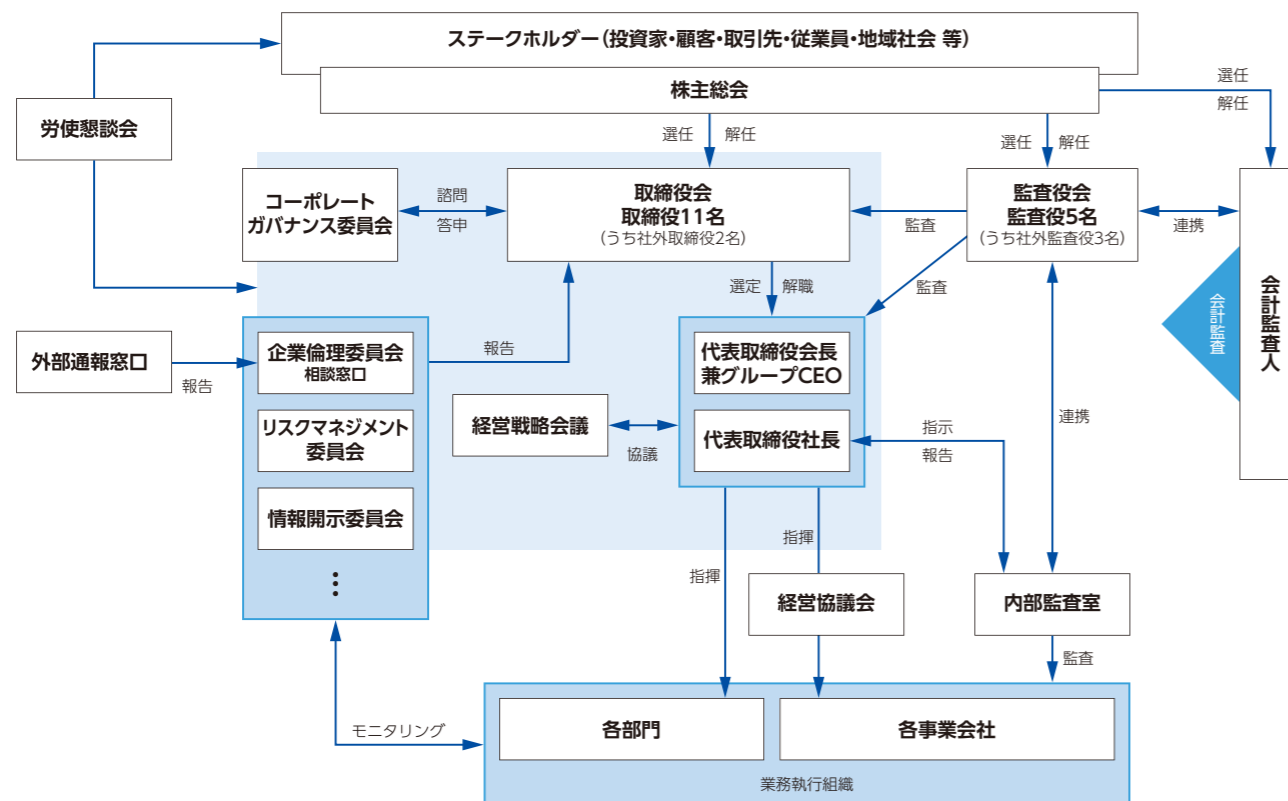 ステークホルダー（投資家・顧客・取引先・従業員・地域社会 等）
株主総会
選任
解任
労使懇談会
選任
解任
選任
解任
コーポレート
ガバナンス委員会
諮問
答申
取締役会
取締役11名
（うち社外取締役2名）
監査
監査役会
監査役5名
（うち社外監査役3名）
連携
会計監査人
会計監査
選定
解職
監査
外部通報窓口
報告
企業倫理委員会
相談窓口
報告
代表取締役会長
兼グループCEO
リスクマネジメント
委員会
経営戦略会議
協議
代表取締役社長
指示
報告
連携
情報開示委員会
⋮
指揮
指揮
経営協議会
内部監査室
監査
モニタリング
各部門
各事業会社
業務執行組織